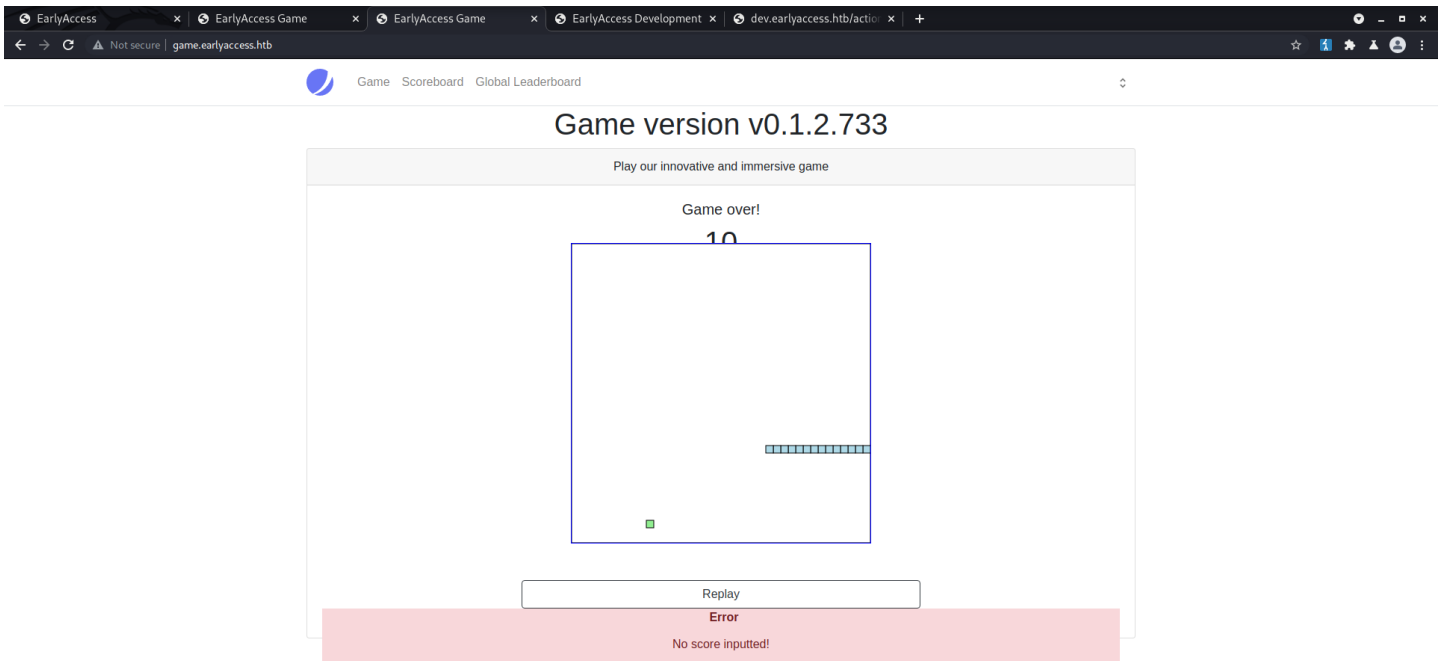 EarlyAccess
EarlyAccess Game
EarlyAccess Game
EarlyAccess Development
dev.earlyaccess.htb/action
Not secure
game.earlyaccess.htb
Game Scoreboard Global Leaderboard
Game version v0.1.2.733
Play our innovative and immersive game
Game over!
10
Replay
Error
No score inputted!